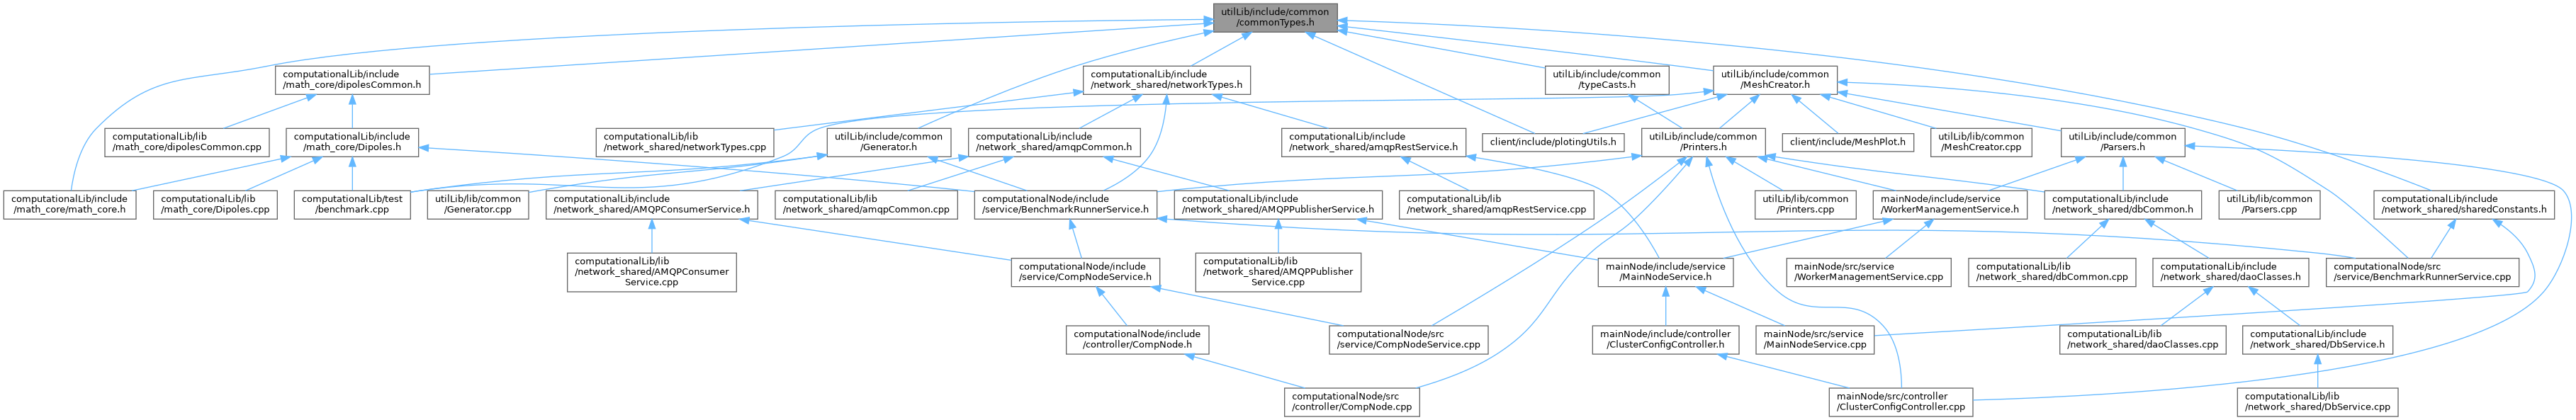 utilLib/include/common
/commonTypes.h
computationalLib/include
/math_core/dipolesCommon.h
computationalLib/include
/network_shared/networkTypes.h
utilLib/include/common
/typeCasts.h
utilLib/include/common
/MeshCreator.h
computationalLib/lib
/math_core/dipolesCommon.cpp
computationalLib/include
/math_core/Dipoles.h
computationalLib/lib
/network_shared/networkTypes.cpp
utilLib/include/common
/Generator.h
computationalLib/include
/network_shared/amqpCommon.h
computationalLib/include
/network_shared/amqpRestService.h
client/include/plotingUtils.h
utilLib/include/common
/Printers.h
client/include/MeshPlot.h
utilLib/lib/common
/MeshCreator.cpp
utilLib/include/common
/Parsers.h
computationalLib/include
/math_core/math_core.h
computationalLib/lib
/math_core/Dipoles.cpp
computationalLib/test
/benchmark.cpp
utilLib/lib/common
/Generator.cpp
computationalLib/include
/network_shared/AMQPConsumerService.h
computationalLib/lib
/network_shared/amqpCommon.cpp
computationalNode/include
/service/BenchmarkRunnerService.h
computationalLib/include
/network_shared/AMQPPublisherService.h
computationalLib/lib
/network_shared/amqpRestService.cpp
utilLib/lib/common
/Printers.cpp
mainNode/include/service
/WorkerManagementService.h
computationalLib/include
/network_shared/dbCommon.h
utilLib/lib/common
/Parsers.cpp
computationalLib/include
/network_shared/sharedConstants.h
computationalLib/lib
/network_shared/AMQPConsumer
Service.cpp
computationalNode/include
/service/CompNodeService.h
computationalLib/lib
/network_shared/AMQPPublisher
Service.cpp
mainNode/include/service
/MainNodeService.h
mainNode/src/service
/WorkerManagementService.cpp
computationalLib/lib
/network_shared/dbCommon.cpp
computationalLib/include
/network_shared/daoClasses.h
computationalNode/src
/service/BenchmarkRunnerService.cpp
computationalNode/include
/controller/CompNode.h
computationalNode/src
/service/CompNodeService.cpp
mainNode/include/controller
/ClusterConfigController.h
mainNode/src/service
/MainNodeService.cpp
computationalLib/lib
/network_shared/daoClasses.cpp
computationalLib/include
/network_shared/DbService.h
computationalNode/src
/controller/CompNode.cpp
mainNode/src/controller
/ClusterConfigController.cpp
computationalLib/lib
/network_shared/DbService.cpp